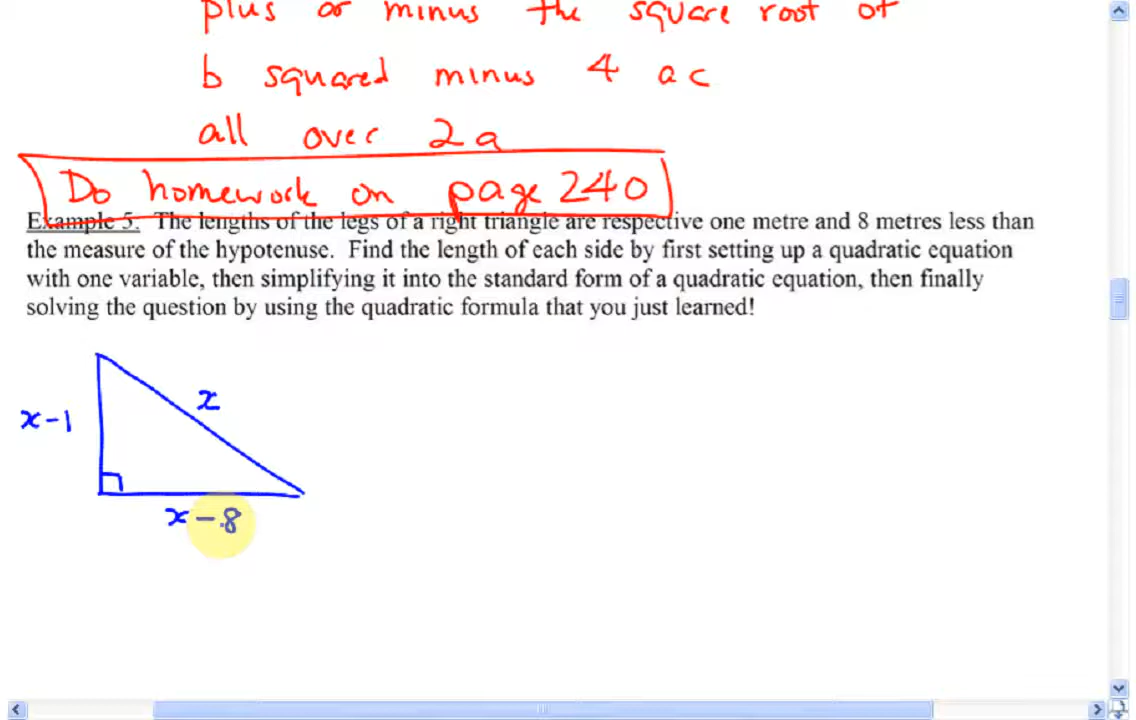 plus or minus the square root of
b squared minus 4 ac
all over 2a
Do homework on page 240
Example 5. The lengths of the legs of a right triangle are respective one metre and 8 metres less than
the measure of the hypotenuse. Find the length of each side by first setting up a quadratic equation
with one variable, then simplifying it into the standard form of a quadratic equation, then finally
solving the question by using the quadratic formula that you just learned!
x
x-1
x-8